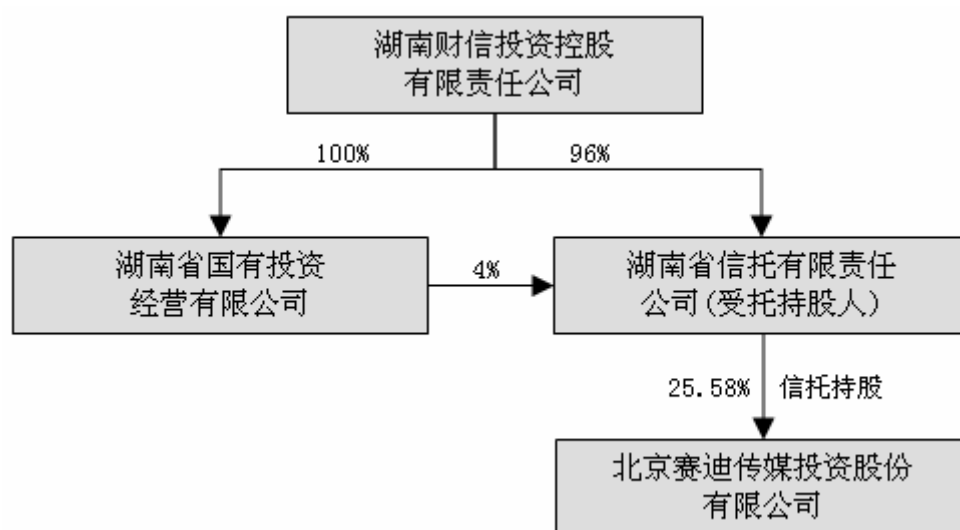 湖南财信投资控股
有限责任公司
100%
96%
湖南省国有投资
经营有限公司
4%
湖南省信托有限责任
公司(受托持股人)
25.58% 信托持股
北京赛迪传媒投资股份
有限公司